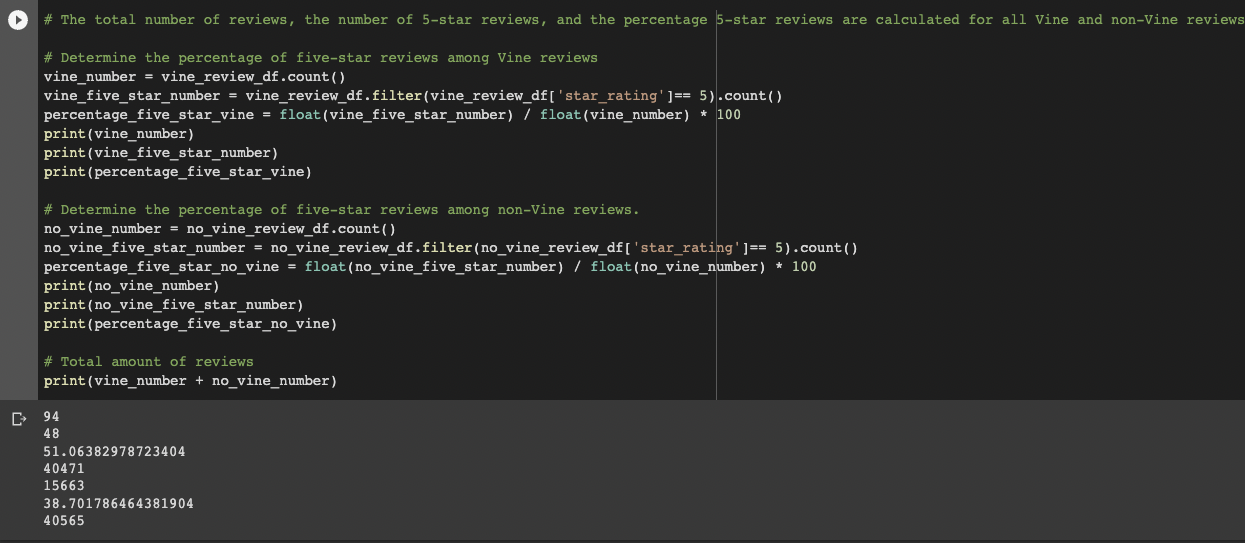 # The total number of reviews, the number of 5-star reviews, and the percentage 5-star reviews are calculated for all Vine and non-Vine reviews
# Determine the percentage of five-star reviews among Vine reviews
vine_number = vine_review_df.count()
vine_five_star_number = vine_review_df.filter(vine_review_df['star_rating']== 5).count()
percentage_five_star_vine = float(vine_five_star_number) / float(vine_number) * 100
print(vine_number)
print(vine_five_star_number)
print(percentage_five_star_vine)
# Determine the percentage of five-star reviews among non-Vine reviews.
no_vine_number = no_vine_review_df.count()
no_vine_five_star_number = no_vine_review_df.filter(no_vine_review_df['star_rating']== 5).count()
percentage_five_star_no_vine = float(no_vine_five_star_number) / float(no_vine_number) * 100
print(no_vine_number)
print(no_vine_five_star_number)
print(percentage_five_star_no_vine)
# Total amount of reviews
print(vine_number + no_vine_number)
94
48
51.06382978723404
40471
15663
38.701786464381904
40565